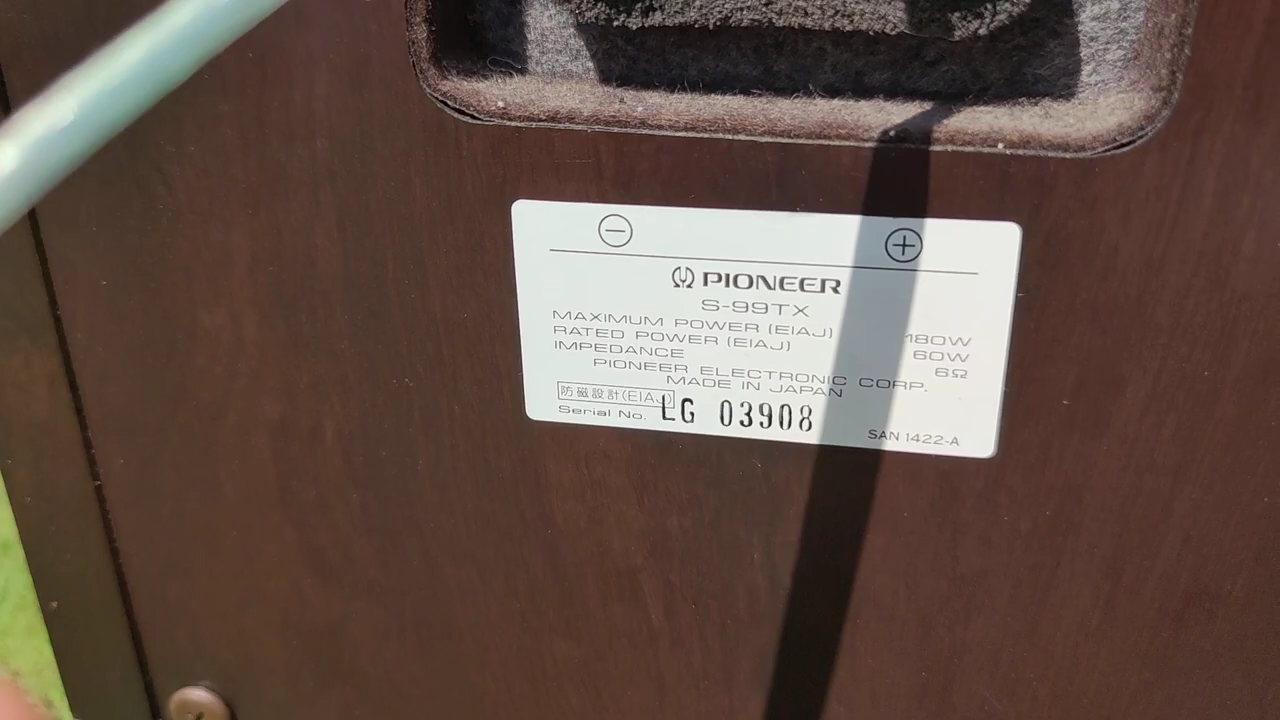 ⊖ ⊕
PIONEER
S-99TX
MAXIMUM POWER (EIAJ) 180W
RATED POWER (EIAJ) 60W
IMPEDANCE 6Ω
PIONEER ELECTRONIC CORP.
MADE IN JAPAN
防磁設計(EIAJ)
Serial No. LG 03908
SAN 1422-A